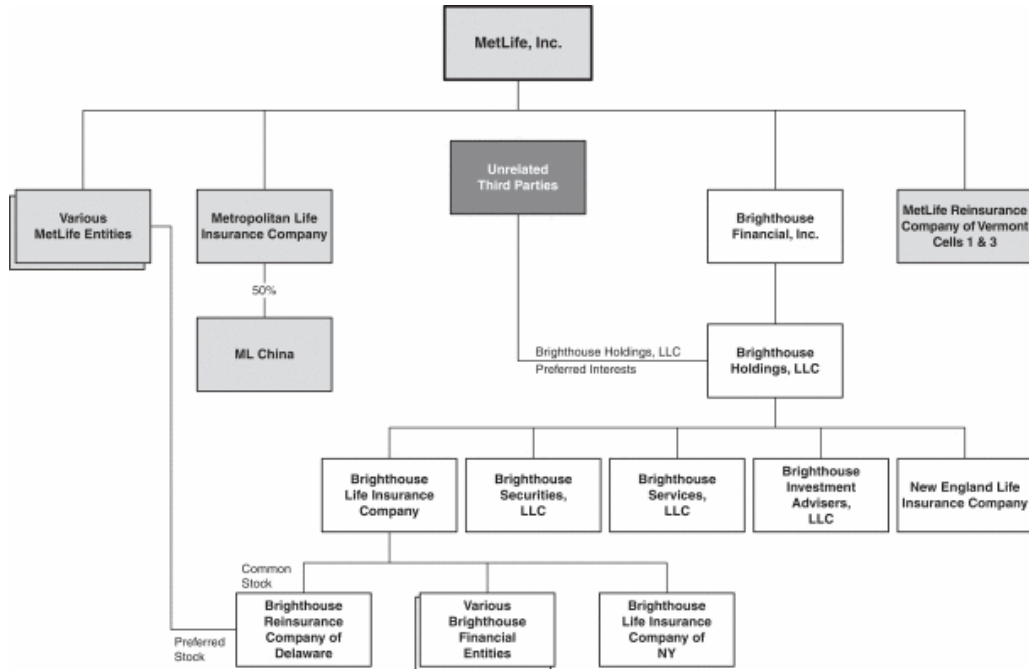 MetLife, Inc.
Unrelated
Third Parties
Various
MetLife Entities
Metropolitan Life
Insurance Company
Brighthouse
Financial, Inc.
MetLife Reinsurance
Company of Vermont
Cells 1 & 3
50%
ML China
Brighthouse Holdings, LLC
Preferred Interests
Brighthouse
Holdings, LLC
Brighthouse
Life Insurance
Company
Brighthouse
Securities,
LLC
Brighthouse
Services,
LLC
Brighthouse
Investment
Advisers,
LLC
New England Life
Insurance Company
Common
Stock
Preferred
Stock
Brighthouse
Reinsurance
Company of
Delaware
Various
Brighthouse
Financial
Entities
Brighthouse
Life Insurance
Company of
NY